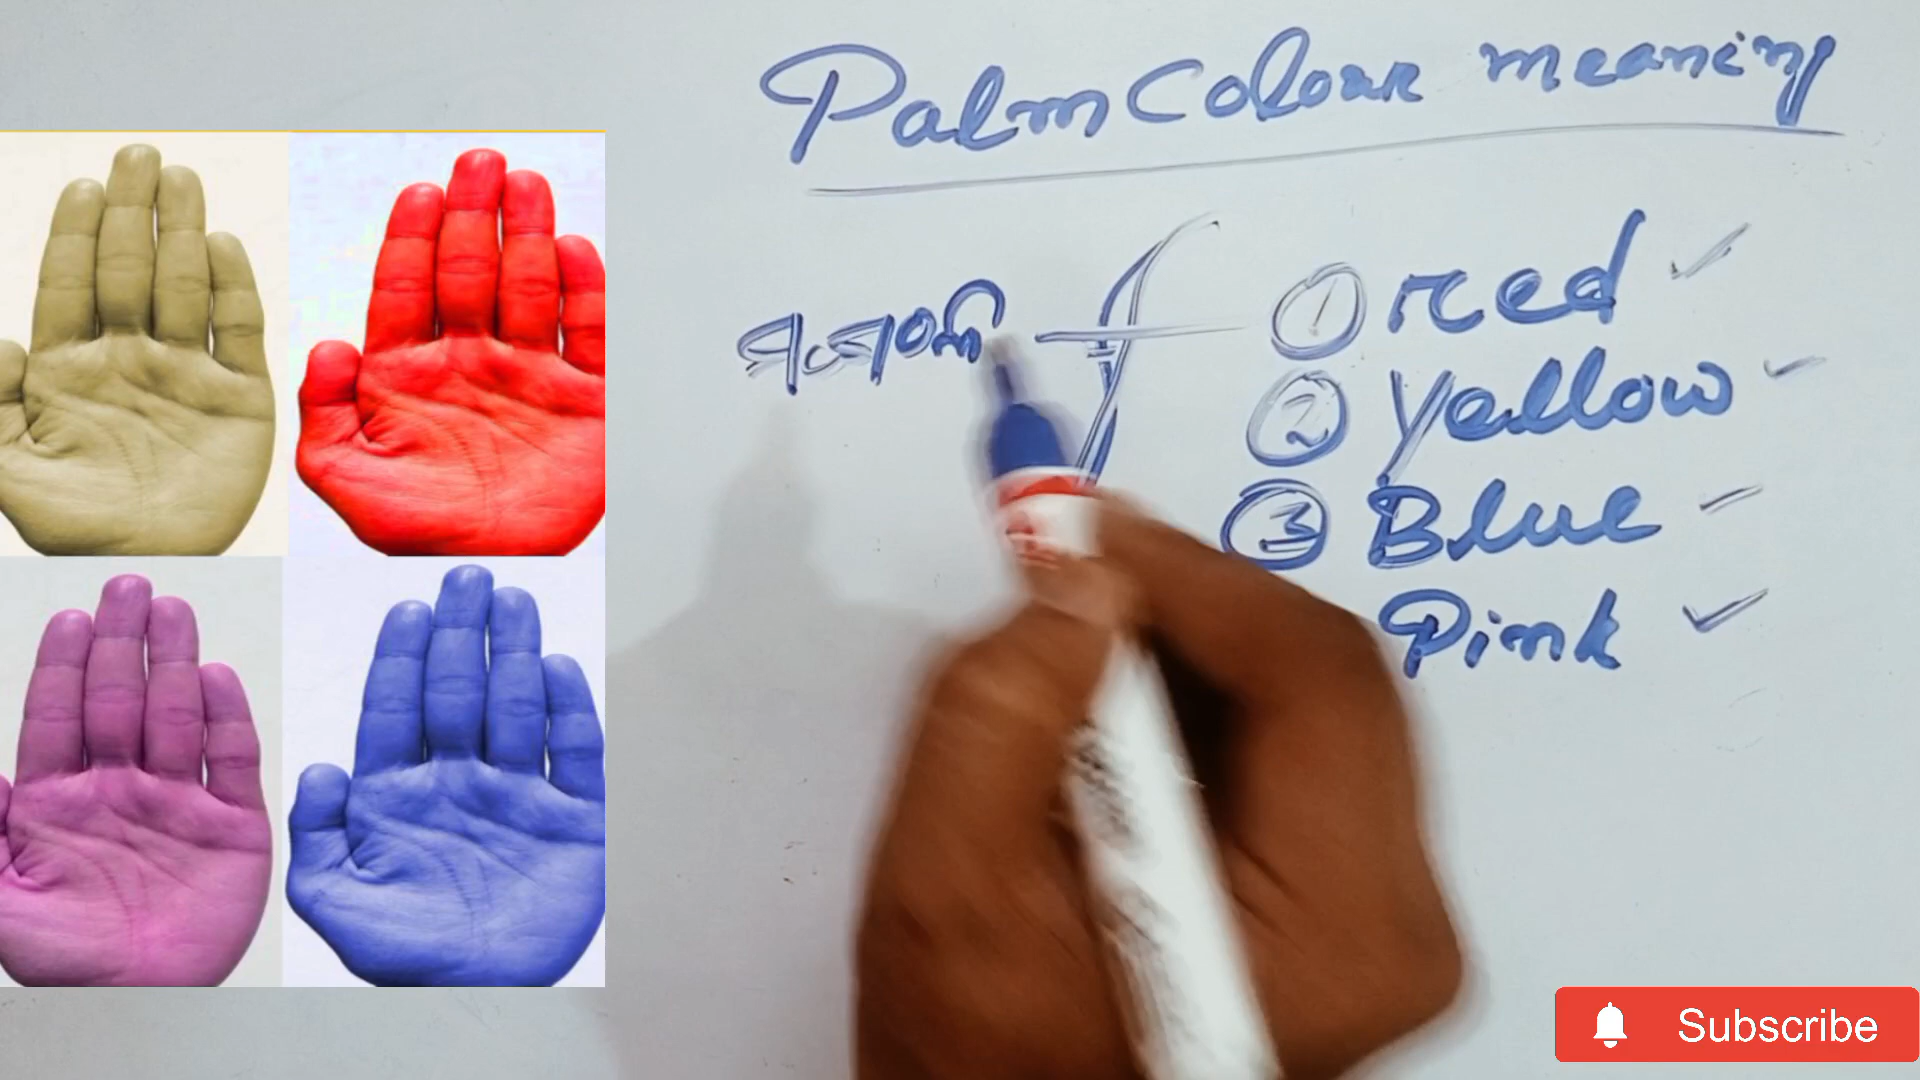 Palm Colour meaning
① red
② Yellow
③ Blue
Pink
Subscribe